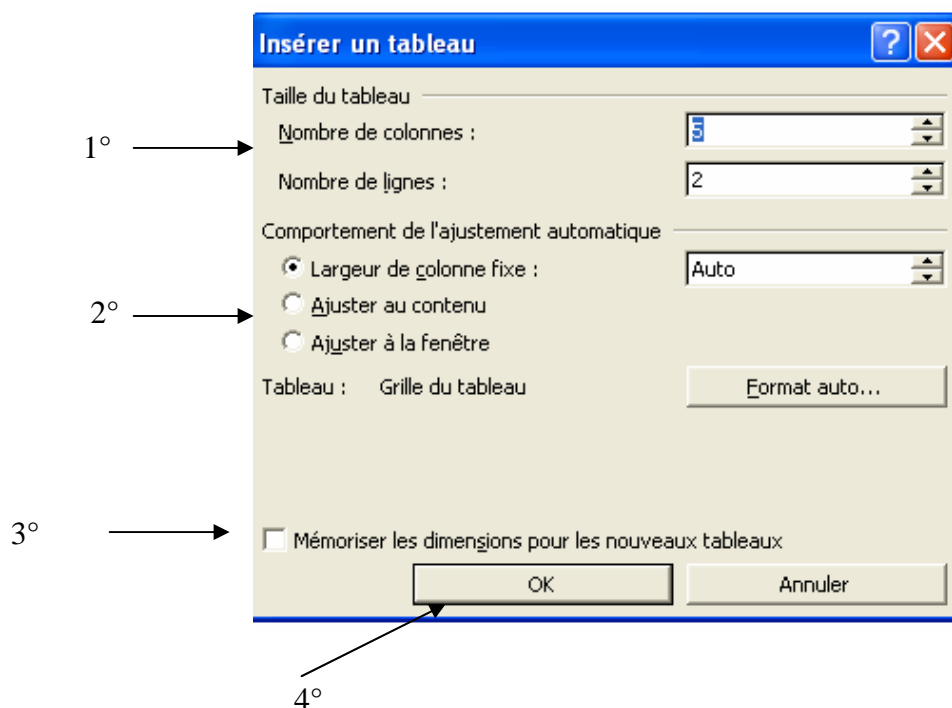 Insérer un tableau
Taille du tableau
1°
Nombre de colonnes : 5
Nombre de lignes : 2
Comportement de l'ajustement automatique
Largeur de colonne fixe : Auto
2°
Ajuster au contenu
Ajuster à la fenêtre
Tableau : Grille du tableau Format auto...
3°
Mémoriser les dimensions pour les nouveaux tableaux
OK Annuler
4°